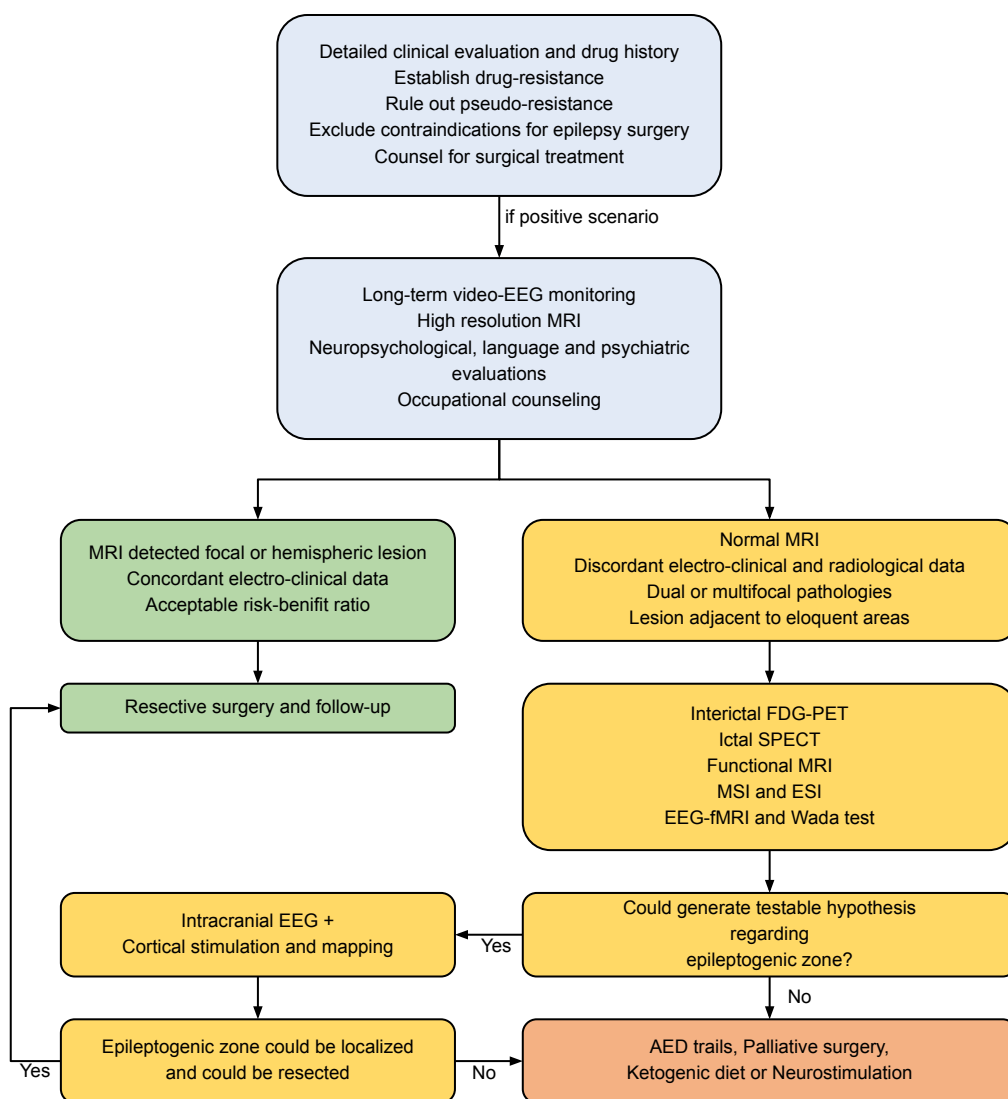 Detailed clinical evaluation and drug history
Establish drug-resistance
Rule out pseudo-resistance
Exclude contraindications for epilepsy surgery
Counsel for surgical treatment
if positive scenario
Long-term video-EEG monitoring
High resolution MRI
Neuropsychological, language and psychiatric
evaluations
Occupational counseling
MRI detected focal or hemispheric lesion
Concordant electro-clinical data
Acceptable risk-benifit ratio
Normal MRI
Discordant electro-clinical and radiological data
Dual or multifocal pathologies
Lesion adjacent to eloquent areas
Resective surgery and follow-up
Interictal FDG-PET
Ictal SPECT
Functional MRI
MSI and ESI
EEG-fMRI and Wada test
Intracranial EEG +
Cortical stimulation and mapping
Yes
Could generate testable hypothesis
regarding
epileptogenic zone?
No
Yes
Epileptogenic zone could be localized
and could be resected
No
AED trails, Palliative surgery,
Ketogenic diet or Neurostimulation